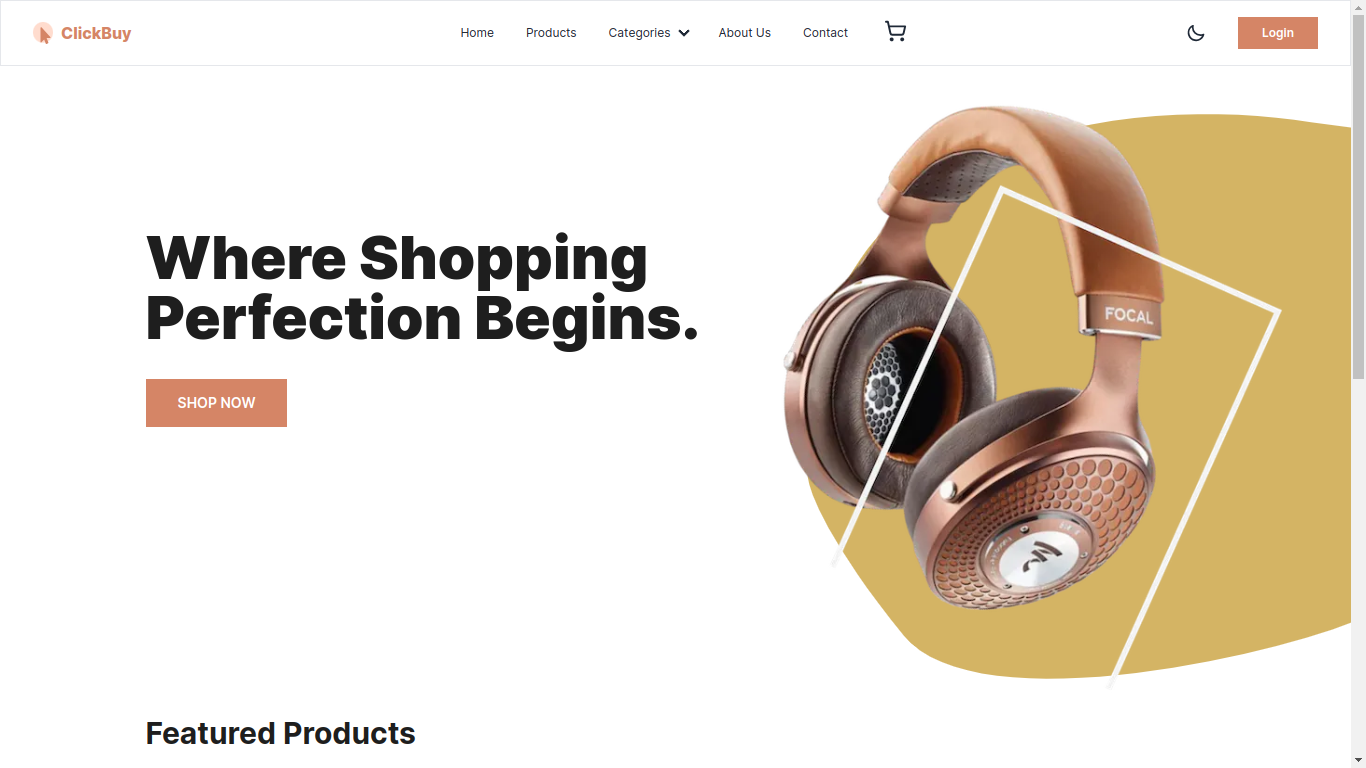 ClickBuy
Home
Products
Categories
About Us
Contact
Login
Where Shopping
Perfection Begins.
SHOP NOW
FOCAL
Featured Products